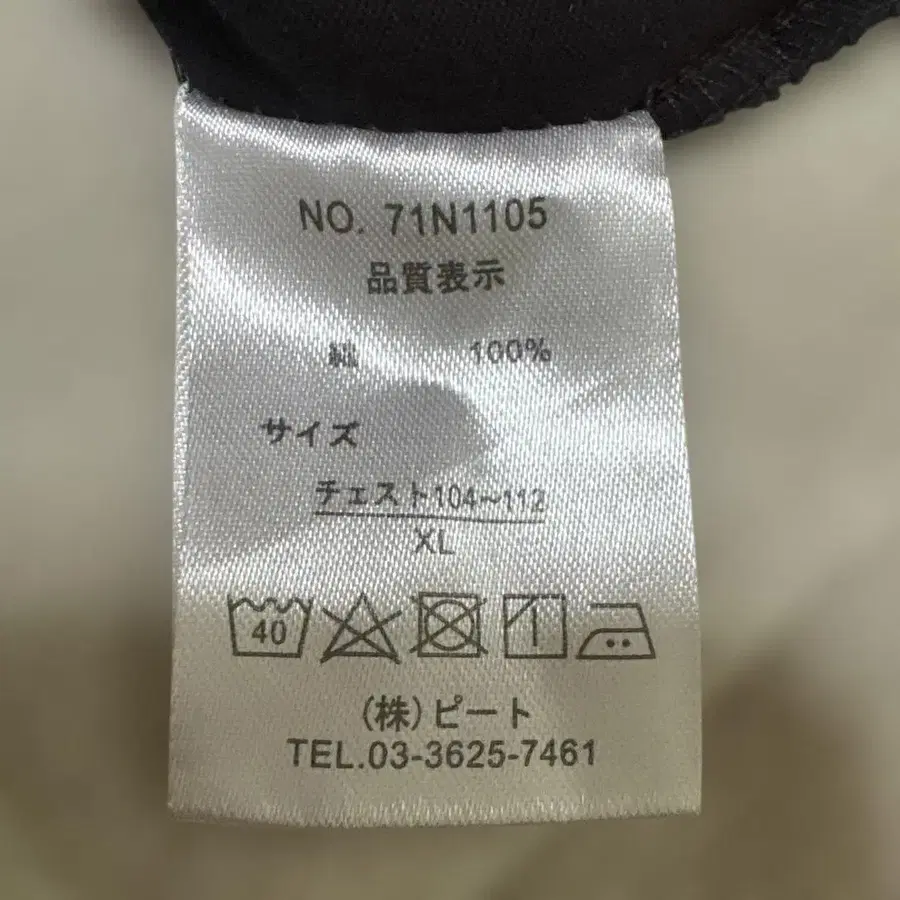 NO. 71N1105
品質表示
綿 100%
サイズ
チェスト104～112
XL
40
(株)ピート
TEL.03-3625-7461